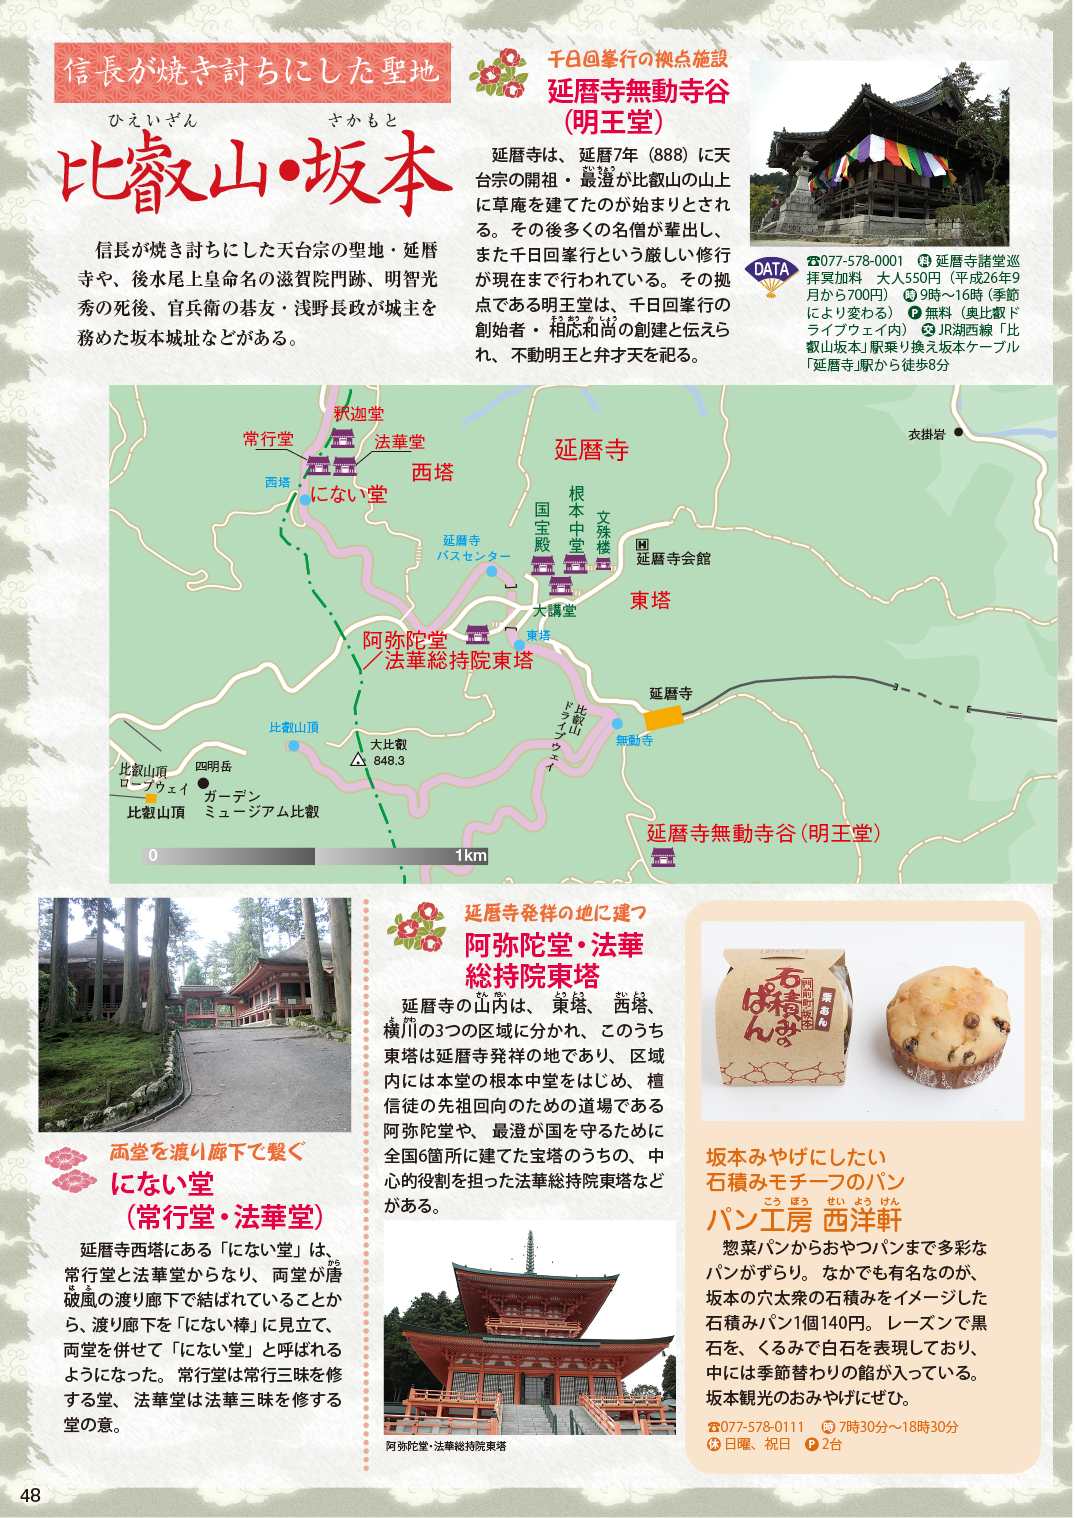 信長が焼き討ちにした聖地
ひえいざん　さかもと
比叡山・坂本
信長が焼き討ちにした天台宗の聖地・延暦
寺や、後水尾上皇命名の滋賀院門跡、明智光
秀の死後、官兵衛の碁友・浅野長政が城主を
務めた坂本城址などがある。
千日回峯行の拠点施設
延暦寺無動寺谷
（明王堂）
延暦寺は、延暦7年（888）に天
さいちょう
台宗の開祖・最澄が比叡山の山上
に草庵を建てたのが始まりとされ
る。その後多くの名僧が輩出し、
また千日回峯行という厳しい修行
が現在まで行われている。その拠
点である明王堂は、千日回峯行の
そうおうかしょう
創始者・相応和尚の創建と伝えら
れ、不動明王と弁才天を祀る。
DATA
☎077-578-0001　料 延暦寺諸堂巡
拝冥加料　大人550円（平成26年9
月から700円）　時 9時〜16時（季節
により変わる）　P 無料（奥比叡ド
ライブウェイ内）　交 JR湖西線「比
叡山坂本」駅乗り換え坂本ケーブル
「延暦寺」駅から徒歩8分
釈迦堂
常行堂
法華堂
西塔
西塔
にない堂
延暦寺
衣掛岩
国宝殿
根本中堂
文殊楼
延暦寺
バスセンター
H
延暦寺会館
大講堂
東塔
東塔
阿弥陀堂
／法華総持院東塔
延暦寺
比叡山
ドライブウェイ
無動寺
比叡山頂
大比叡
848.3
四明岳
比叡山頂
ロープウェイ
比叡山頂
ガーデン
ミュージアム比叡
延暦寺無動寺谷（明王堂）
0
1km
両堂を渡り廊下で繋ぐ
にない堂
（常行堂・法華堂）
延暦寺西塔にある「にない堂」は、
から
常行堂と法華堂からなり、両堂が唐
はふ
破風の渡り廊下で結ばれていることか
ら、渡り廊下を「にない棒」に見立て、
両堂を併せて「にない堂」と呼ばれる
ようになった。常行堂は常行三昧を修
する堂、法華堂は法華三昧を修する
堂の意。
延暦寺発祥の地に建つ
阿弥陀堂・法華
総持院東塔
さんだい　とうとう　さいとう
延暦寺の山内は、東塔、西塔、
よかわ
横川の3つの区域に分かれ、このうち
東塔は延暦寺発祥の地であり、区域
内には本堂の根本中堂をはじめ、檀
信徒の先祖回向のための道場である
阿弥陀堂や、最澄が国を守るために
全国6箇所に建てた宝塔のうちの、中
心的役割を担った法華総持院東塔など
がある。
阿弥陀堂・法華総持院東塔
門前町坂本
石積みの
ぱん
栗あん
坂本みやげにしたい
石積みモチーフのパン
こうぼう　せいようけん
パン工房 西洋軒
惣菜パンからおやつパンまで多彩な
パンがずらり。なかでも有名なのが、
坂本の穴太衆の石積みをイメージした
石積みパン1個140円。レーズンで黒
石を、くるみで白石を表現しており、
中には季節替わりの餡が入っている。
坂本観光のおみやげにぜひ。
☎077-578-0111　時 7時30分〜18時30分
休 日曜、祝日　P 2台
48